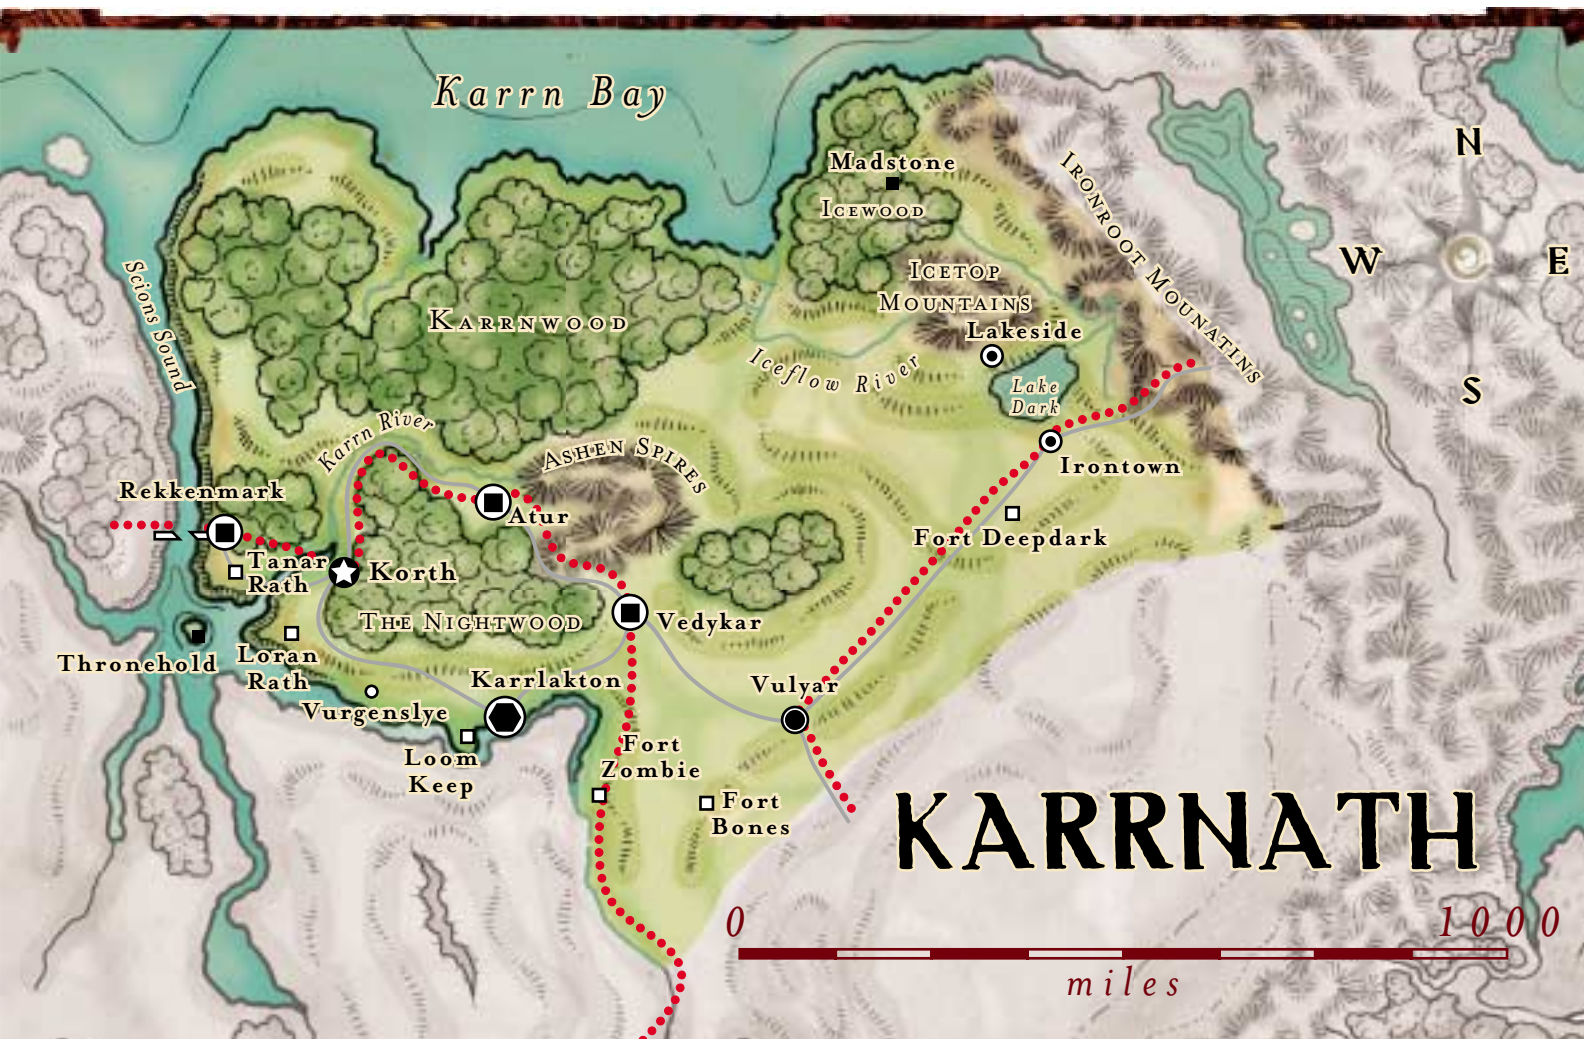 Karrn Bay
N
Madstone
Icewood
Ironroot Mounatins
W
E
Scions Sound
Icetop
Mountains
Karrnwood
Lakeside
Iceflow River
Lake
Dark
S
Karrn River
Ashen Spires
Irontown
Rekkenmark
Atur
Fort Deepdark
Tanar
Rath
Korth
The Nightwood
Vedykar
Thronehold
Loran
Rath
Karrlakton
Vulyar
Vurgenslye
Loom
Keep
Fort
Zombie
Fort
Bones
KARRNATH
0
1000
miles